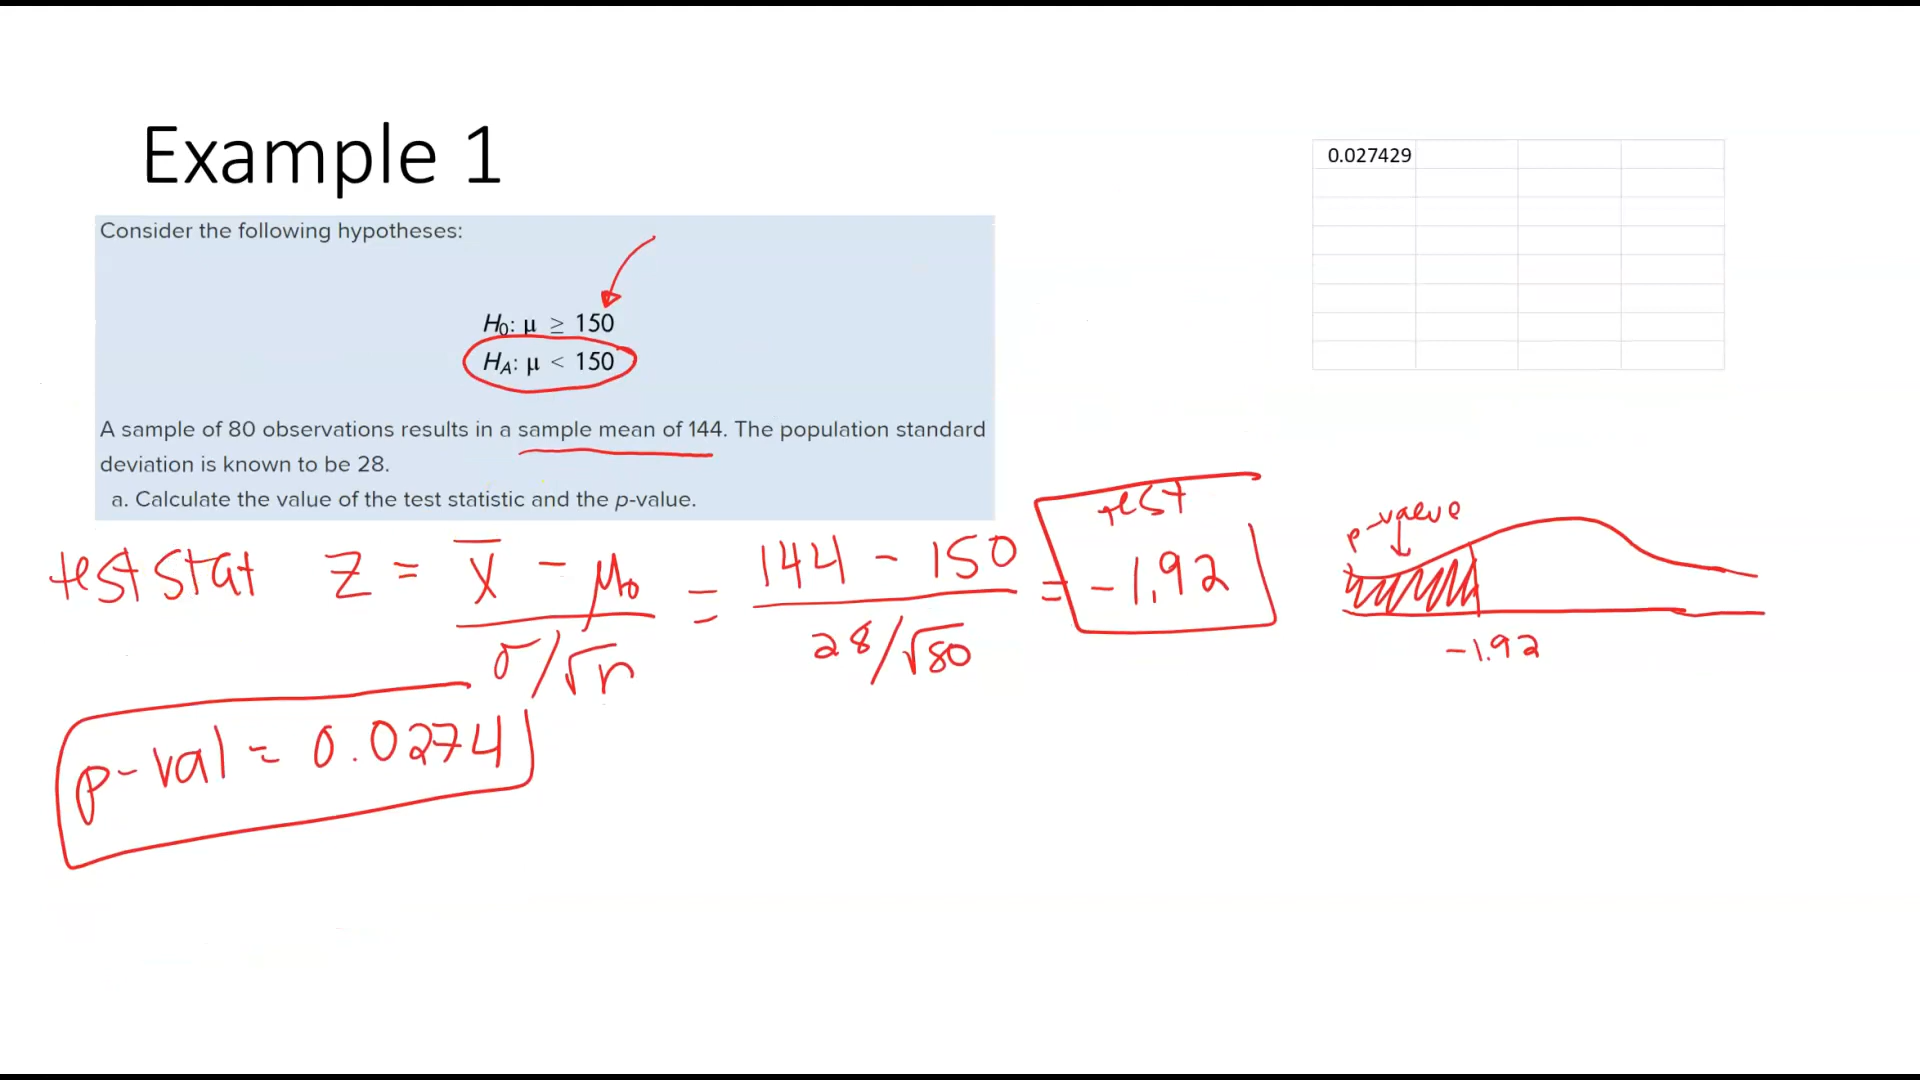 Example 1
0.027429
Consider the following hypotheses:
H0: μ ≥ 150
HA: μ < 150
A sample of 80 observations results in a sample mean of 144. The population standard
deviation is known to be 28.
a. Calculate the value of the test statistic and the p-value.
test stat Z = X̅ - μ0 / σ/√n = 144 - 150 / 28/√80 = -1.92
test
p-value
-1.92
p-val = 0.0274